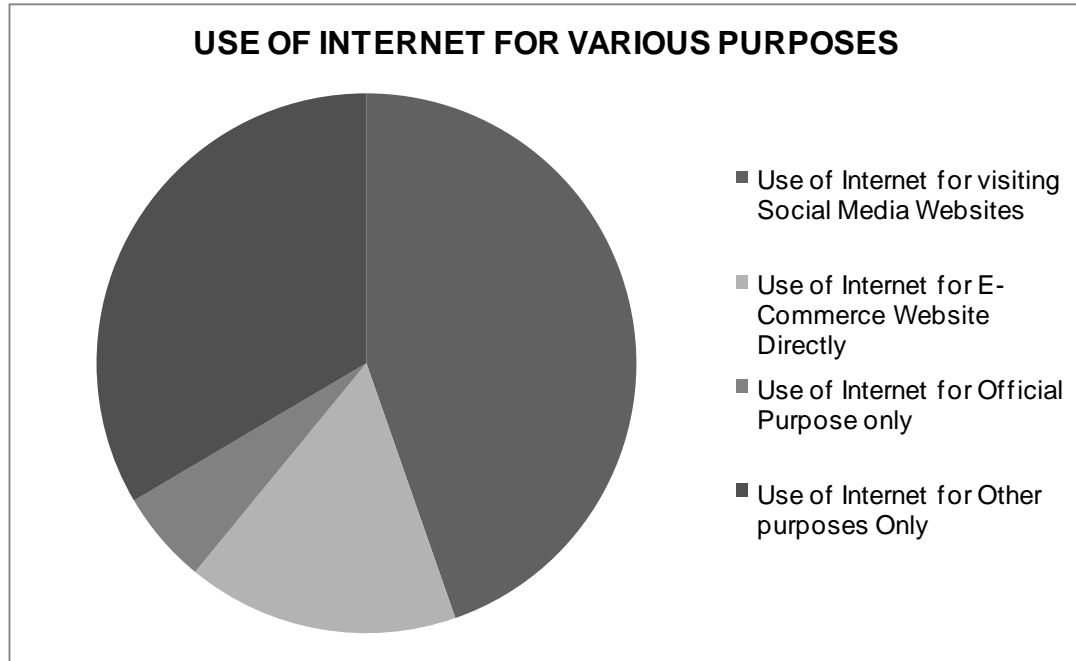 USE OF INTERNET FOR VARIOUS PURPOSES
Use of Internet for visiting
Social Media Websites
Use of Internet for E-
Commerce Website
Directly
Use of Internet for Official
Purpose only
Use of Internet for Other
purposes Only